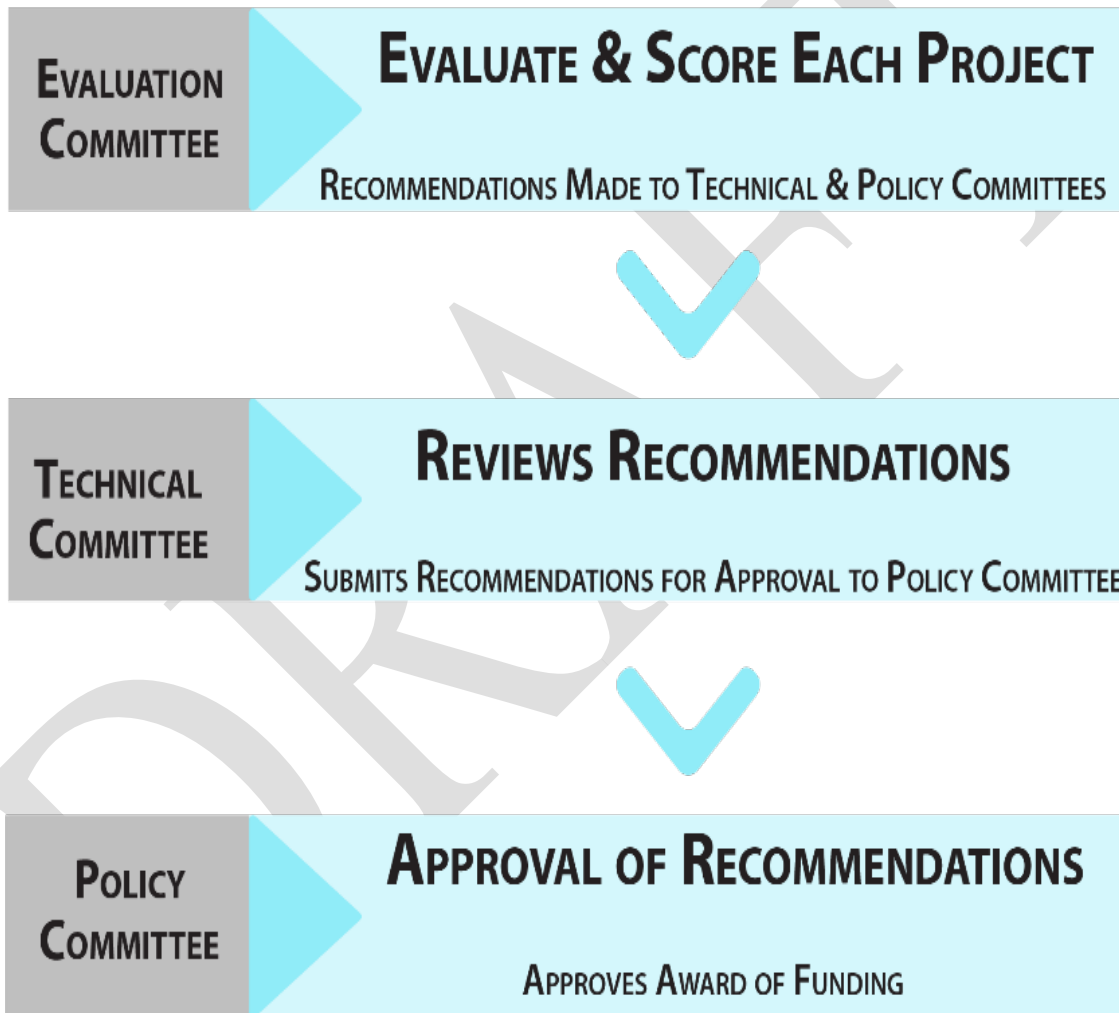 EVALUATION
COMMITTEE
EVALUATE & SCORE EACH PROJECT
RECOMMENDATIONS MADE TO TECHNICAL & POLICY COMMITTEES
TECHNICAL
COMMITTEE
REVIEWS RECOMMENDATIONS
SUBMITS RECOMMENDATIONS FOR APPROVAL TO POLICY COMMITTEE
POLICY
COMMITTEE
APPROVAL OF RECOMMENDATIONS
APPROVES AWARD OF FUNDING
DRAFT